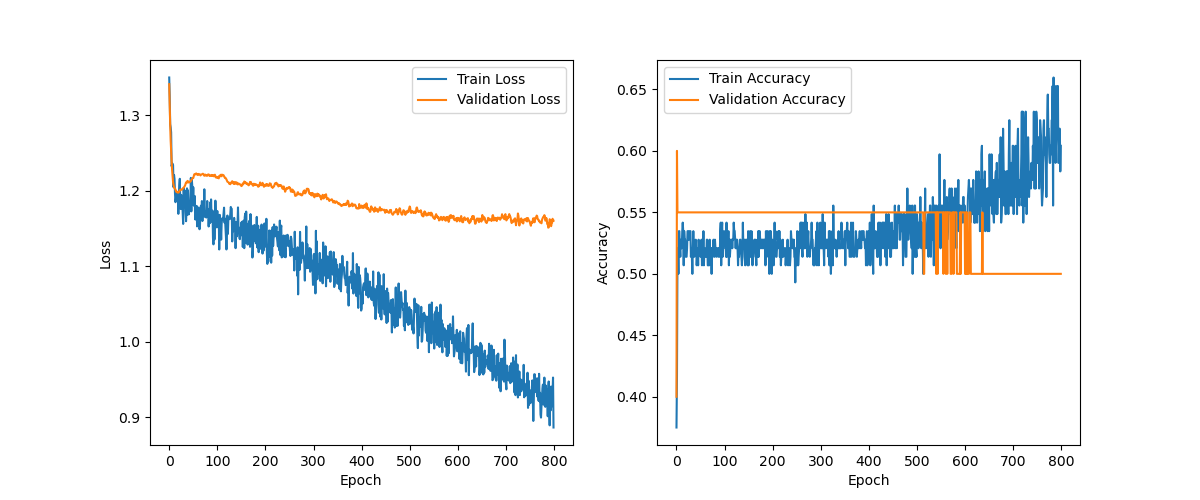 Train Loss
Validation Loss
1.3
1.2
1.1
1.0
0.9
Loss
0 100 200 300 400 500 600 700 800
Epoch
Train Accuracy
Validation Accuracy
0.65
0.60
0.55
0.50
0.45
0.40
Accuracy
0 100 200 300 400 500 600 700 800
Epoch